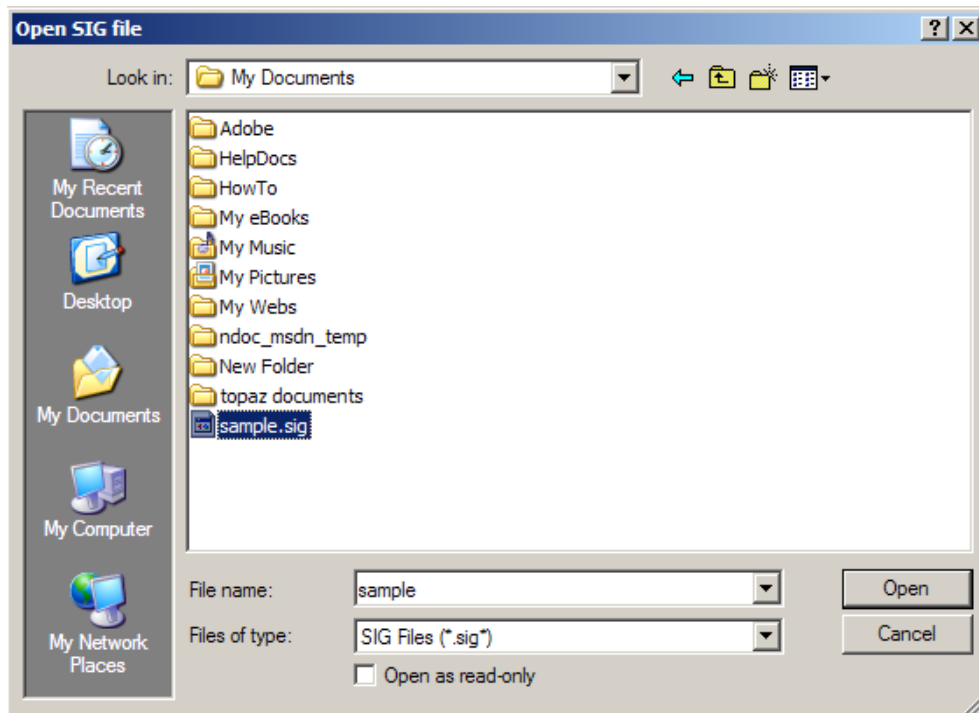 Open SIG file
Look in: My Documents
My Recent
Documents
Desktop
My Documents
My Computer
My Network
Places
Adobe
HelpDocs
HowTo
My eBooks
My Music
My Pictures
My Webs
ndoc_msdn_temp
New Folder
topaz documents
sample.sig
File name: sample Open
Files of type: SIG Files (*.sig*) Cancel
Open as read-only